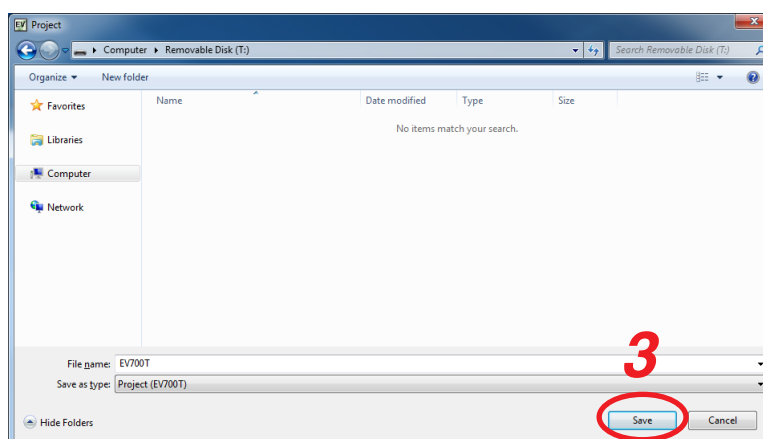 EV Project
Computer Removable Disk (T:) Search Removable Disk (T:)
Organize New folder
Name Date modified Type Size
Favorites
No items match your search.
Libraries
Computer
Network
3
File name: EV700T
Save as type: Project (EV700T)
Hide Folders Save Cancel